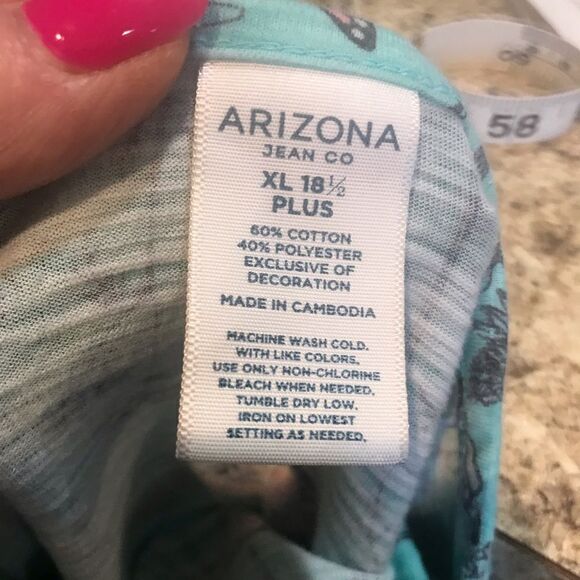 ARIZONA
JEAN CO
XL 18½
PLUS
60% COTTON
40% POLYESTER
EXCLUSIVE OF
DECORATION
MADE IN CAMBODIA
MACHINE WASH COLD.
WITH LIKE COLORS.
USE ONLY NON-CHLORINE
BLEACH WHEN NEEDED.
TUMBLE DRY LOW.
IRON ON LOWEST
SETTING AS NEEDED.
58